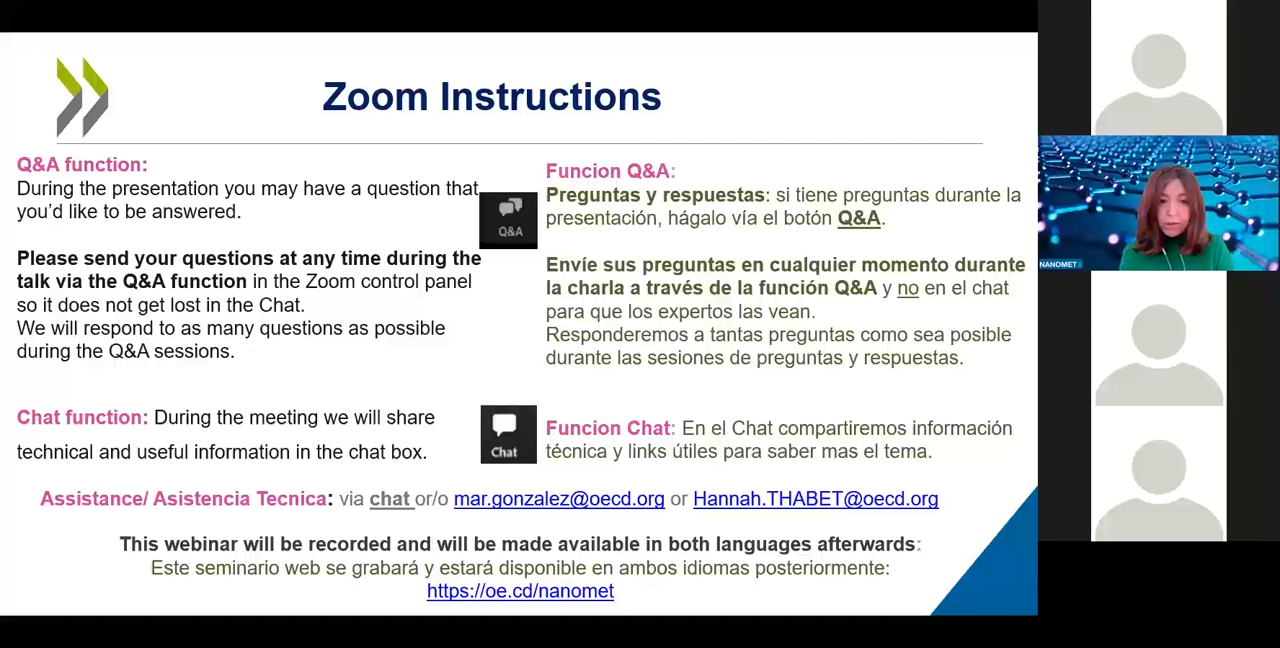 Zoom Instructions
Q&A function:
During the presentation you may have a question that
you'd like to be answered.
Please send your questions at any time during the
talk via the Q&A function in the Zoom control panel
so it does not get lost in the Chat.
We will respond to as many questions as possible
during the Q&A sessions.
Q&A
Funcion Q&A:
Preguntas y respuestas: si tiene preguntas durante la
presentación, hágalo vía el botón Q&A.
Envíe sus preguntas en cualquier momento durante
la charla a través de la función Q&A y no en el chat
para que los expertos las vean.
Responderemos a tantas preguntas como sea posible
durante las sesiones de preguntas y respuestas.
Chat function: During the meeting we will share
technical and useful information in the chat box.
Chat
Funcion Chat: En el Chat compartiremos información
técnica y links útiles para saber mas el tema.
Assistance/ Asistencia Tecnica: via chat or/o mar.gonzalez@oecd.org or Hannah.THABET@oecd.org
This webinar will be recorded and will be made available in both languages afterwards:
Este seminario web se grabará y estará disponible en ambos idiomas posteriormente:
https://oe.cd/nanomet
NANOMET